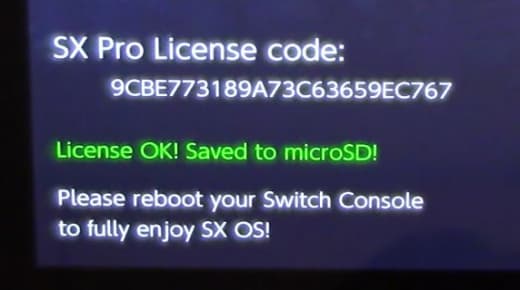 SX Pro License code:
9CBE773189A73C63659EC767
License OK! Saved to microSD!
Please reboot your Switch Console
to fully enjoy SX OS!